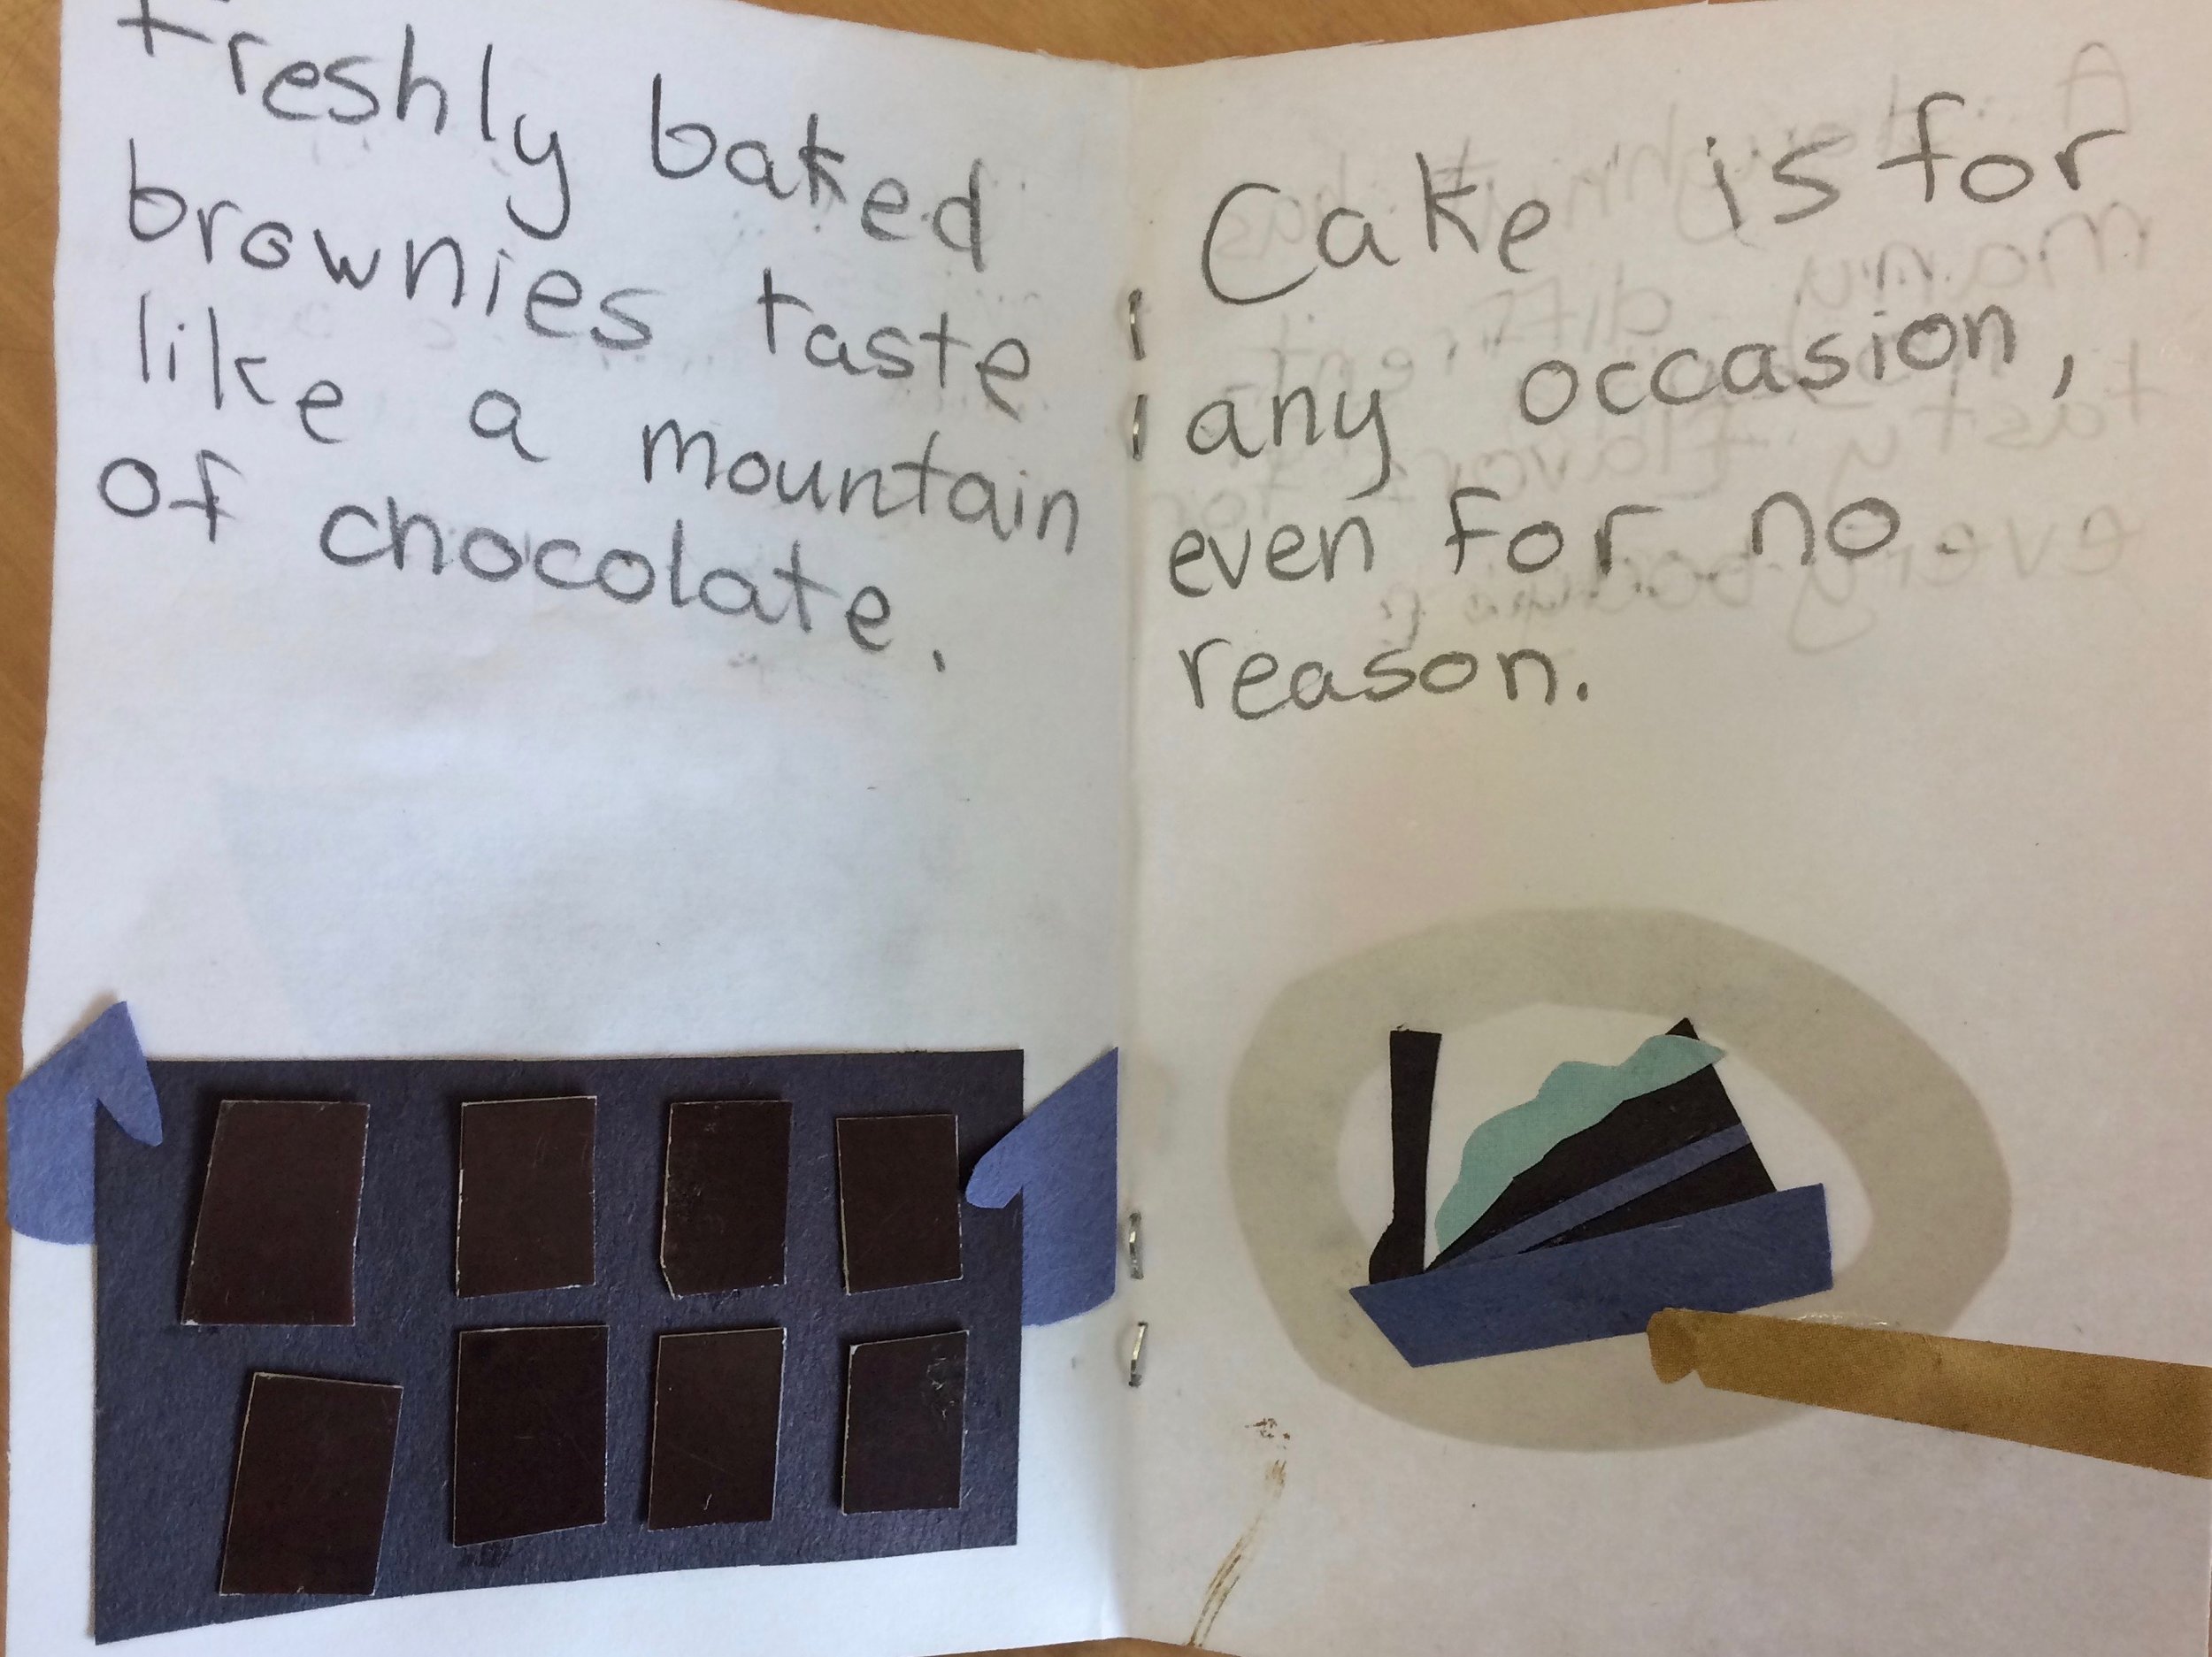 Freshly baked
brownies taste
like a mountain
of chocolate.
Cake is for
any occasion,
even for no
reason.